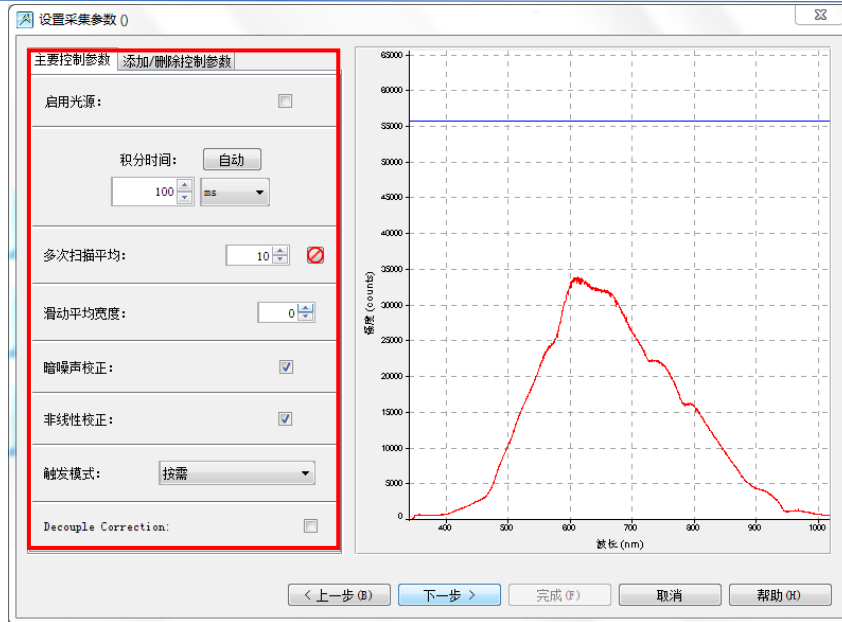 设置采集参数 ()
主要控制参数 添加/删除控制参数
启用光源:
积分时间: 自动
100 ms
多次扫描平均: 10
滑动平均宽度: 0
暗噪声校正:
非线性校正:
触发模式: 按需
Decouple Correction:
65000
60000
55000
50000
45000
40000
35000
30000
25000
20000
15000
10000
5000
0
强度 (counts)
400 500 600 700 800 900 1000
波长 (nm)
< 上一步(B) 下一步 > 完成(F) 取消 帮助(H)